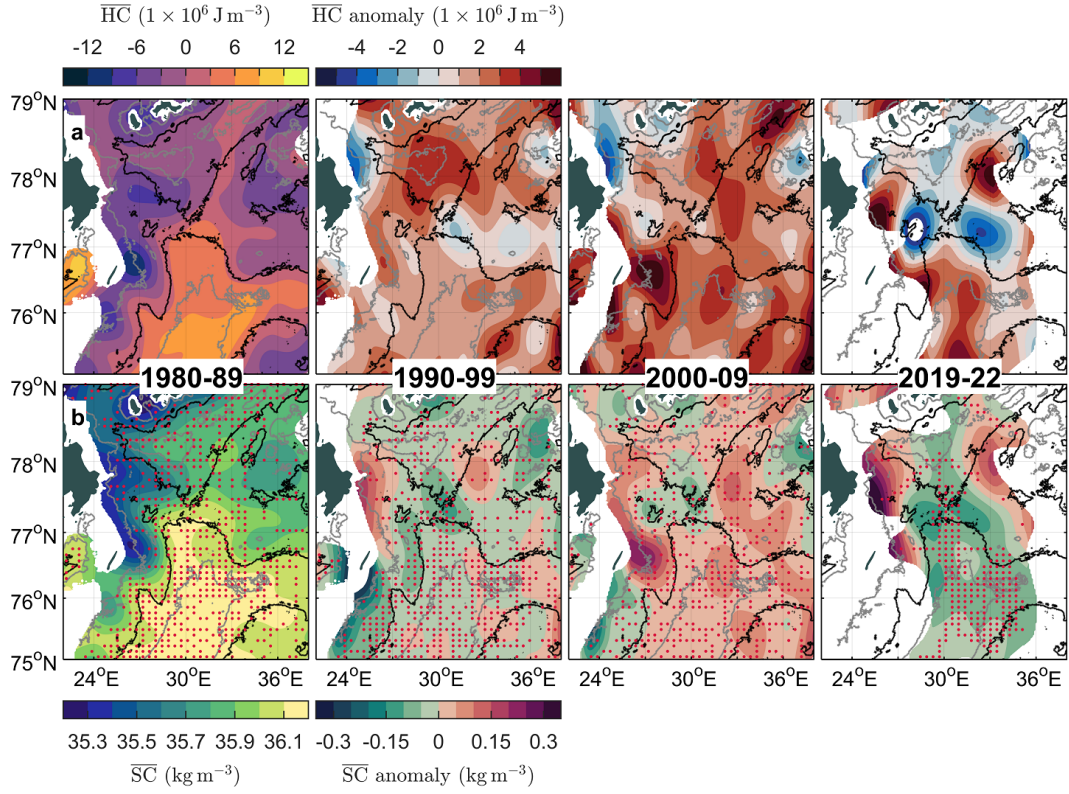 HC (1 × 10⁶ J m⁻³) HC anomaly (1 × 10⁶ J m⁻³)
-12 -6 0 6 12 -4 -2 0 2 4
79°N
a
78°N
77°N
76°N
1980-89 1990-99 2000-09 2019-22
79°N
b
78°N
77°N
76°N
75°N
24°E 30°E 36°E 24°E 30°E 36°E 24°E 30°E 36°E 24°E 30°E 36°E
35.3 35.5 35.7 35.9 36.1 -0.3 -0.15 0 0.15 0.3
SC (kg m⁻³) SC anomaly (kg m⁻³)